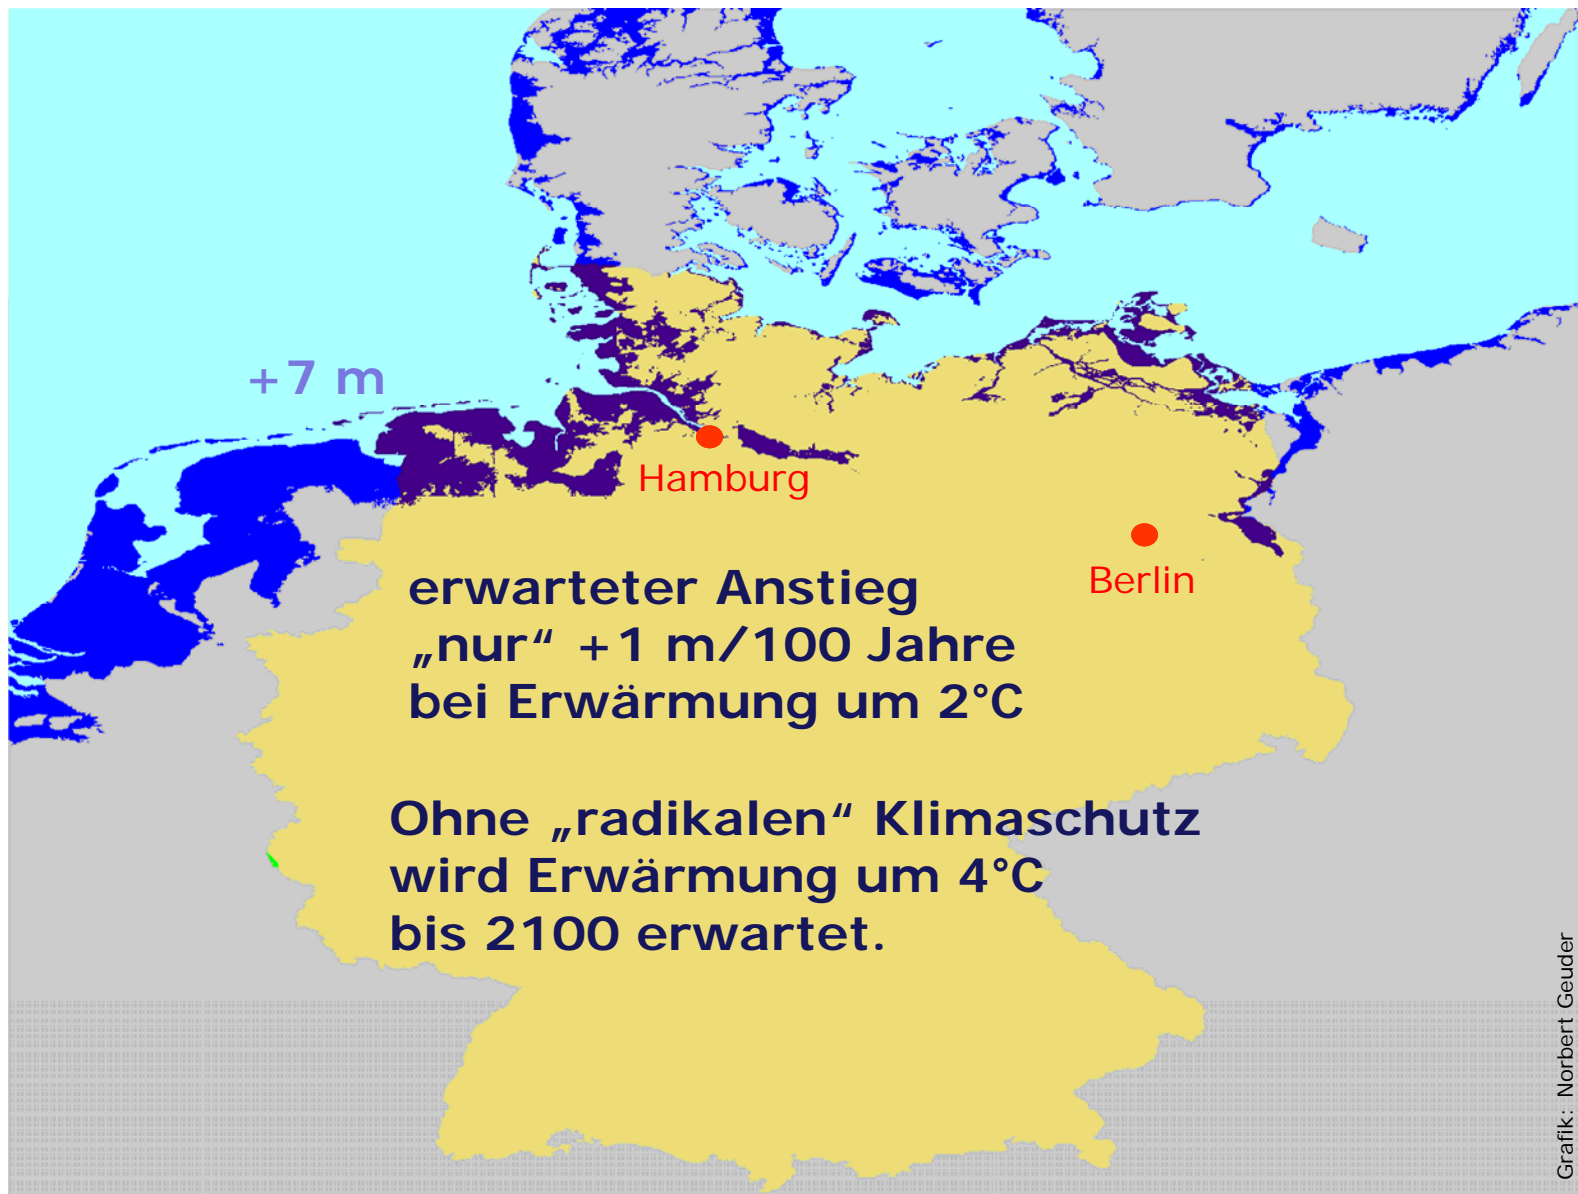 +7 m
Hamburg
Berlin
erwarteter Anstieg
„nur“ +1 m/100 Jahre
bei Erwärmung um 2°C
Ohne „radikalen“ Klimaschutz
wird Erwärmung um 4°C
bis 2100 erwartet.
Grafik: Norbert Geuder